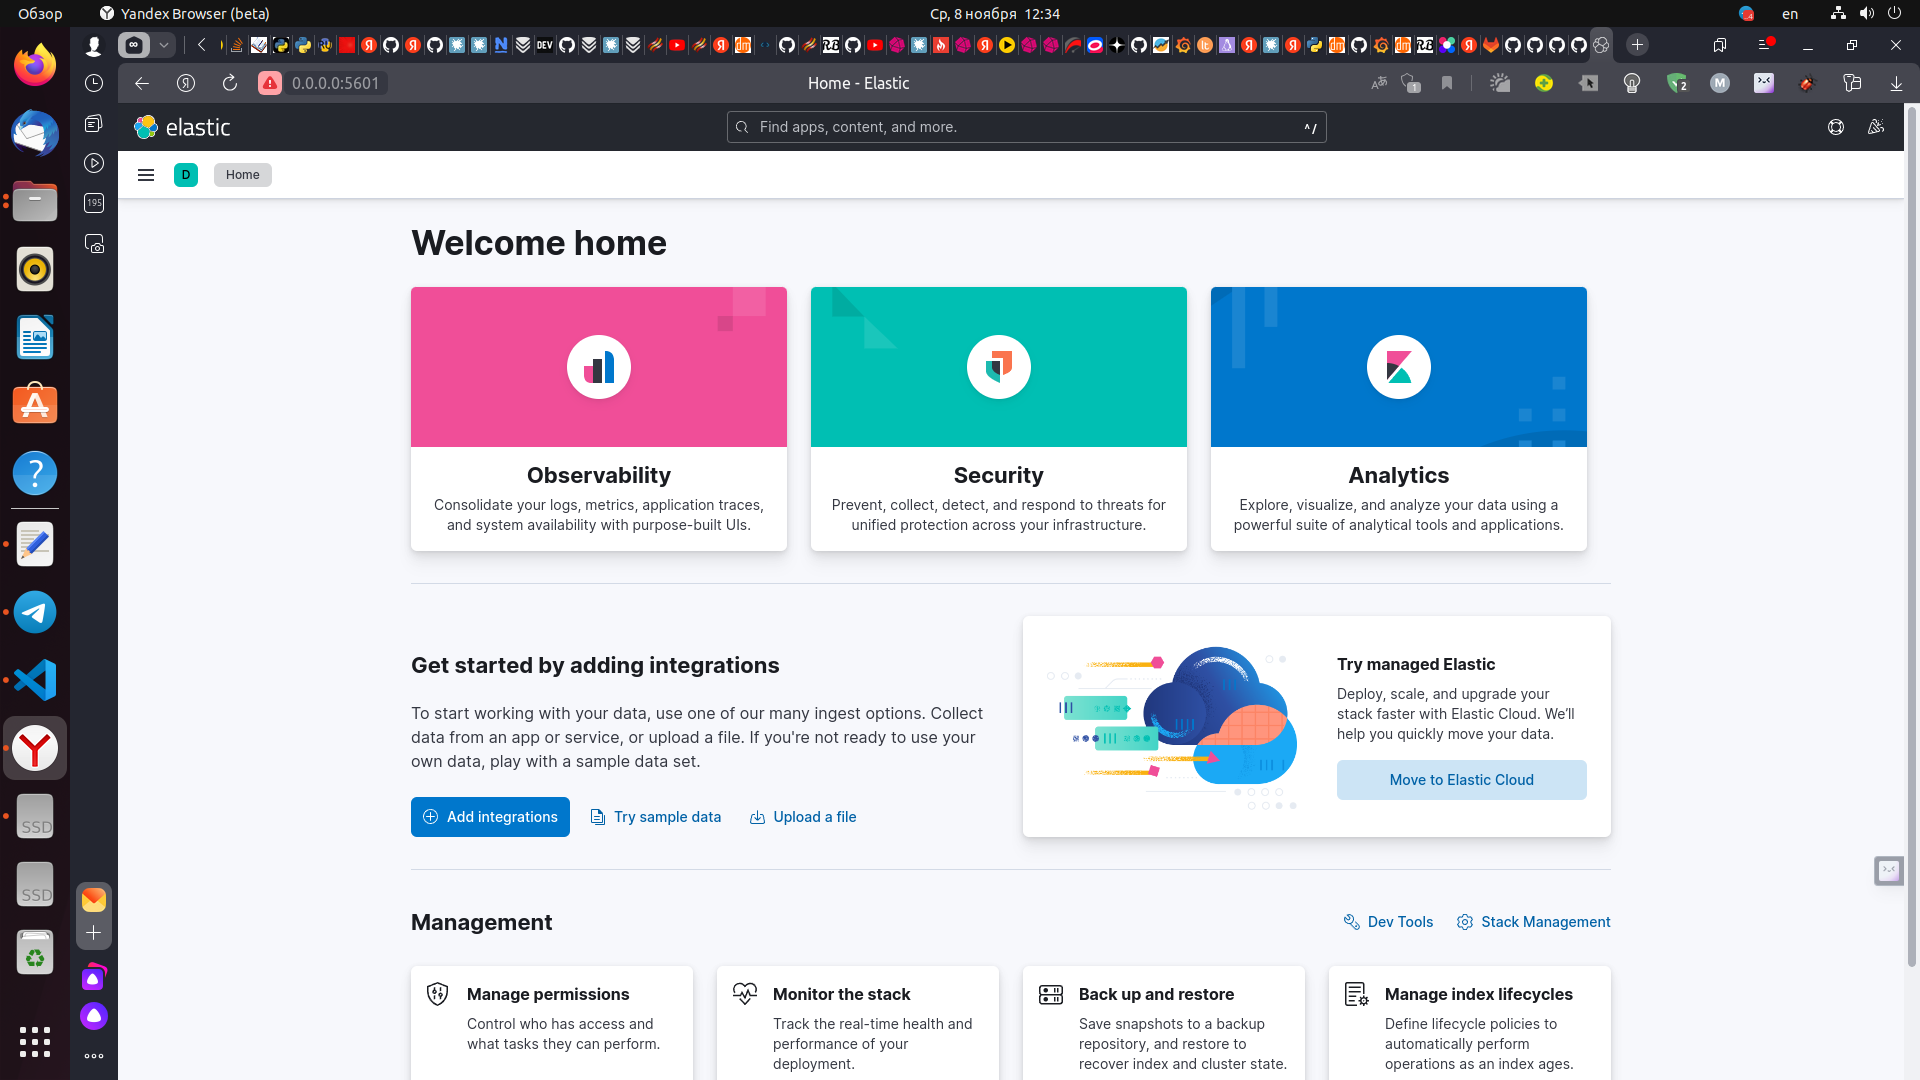 Обзор
Yandex Browser (beta)
Ср, 8 ноября 12:34
en
DEV
0.0.0.0:5601
Home - Elastic
1
2
M
elastic
Find apps, content, and more.
^ /
D
Home
195
Welcome home
Observability
Consolidate your logs, metrics, application traces,
and system availability with purpose-built UIs.
Security
Prevent, collect, detect, and respond to threats for
unified protection across your infrastructure.
Analytics
Explore, visualize, and analyze your data using a
powerful suite of analytical tools and applications.
Get started by adding integrations
To start working with your data, use one of our many ingest options. Collect
data from an app or service, or upload a file. If you're not ready to use your
own data, play with a sample data set.
Add integrations
Try sample data
Upload a file
Try managed Elastic
Deploy, scale, and upgrade your
stack faster with Elastic Cloud. We’ll
help you quickly move your data.
Move to Elastic Cloud
SSD
SSD
Management
Dev Tools
Stack Management
Manage permissions
Control who has access and
what tasks they can perform.
Monitor the stack
Track the real-time health and
performance of your
deployment.
Back up and restore
Save snapshots to a backup
repository, and restore to
recover index and cluster state.
Manage index lifecycles
Define lifecycle policies to
automatically perform
operations as an index ages.